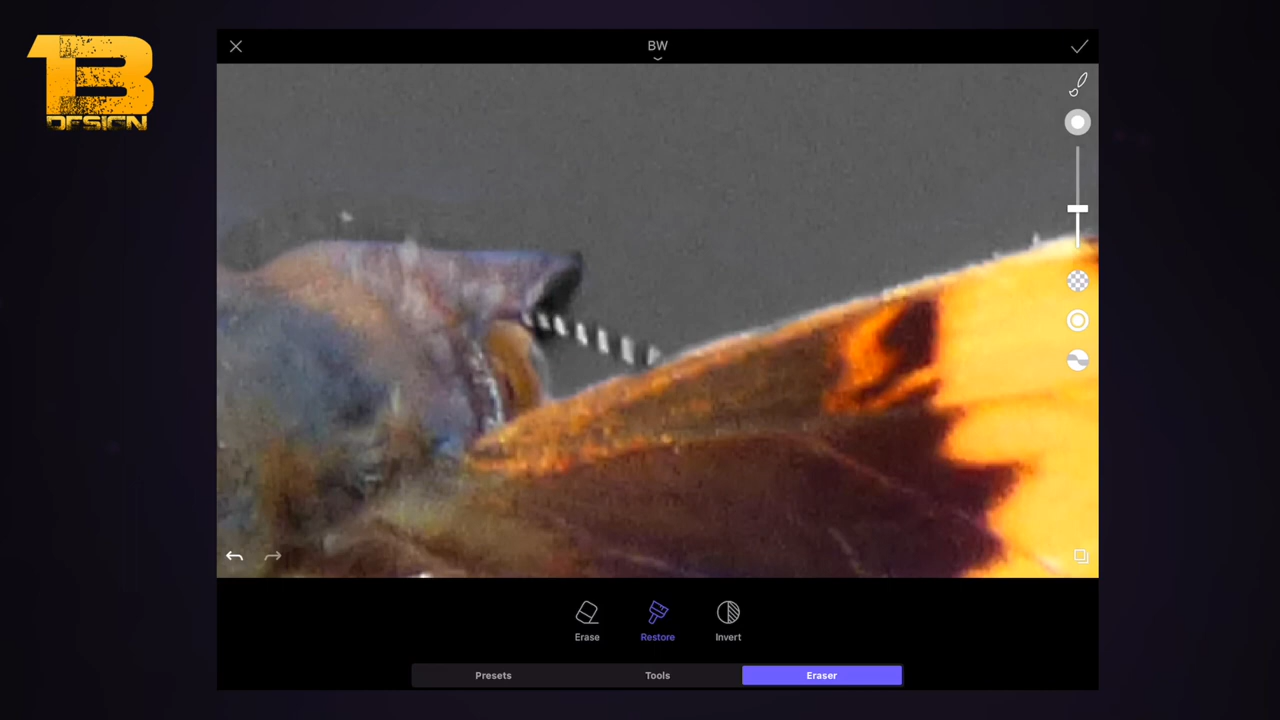 13
DESIGN
BW
Erase
Restore
Invert
Presets
Tools
Eraser